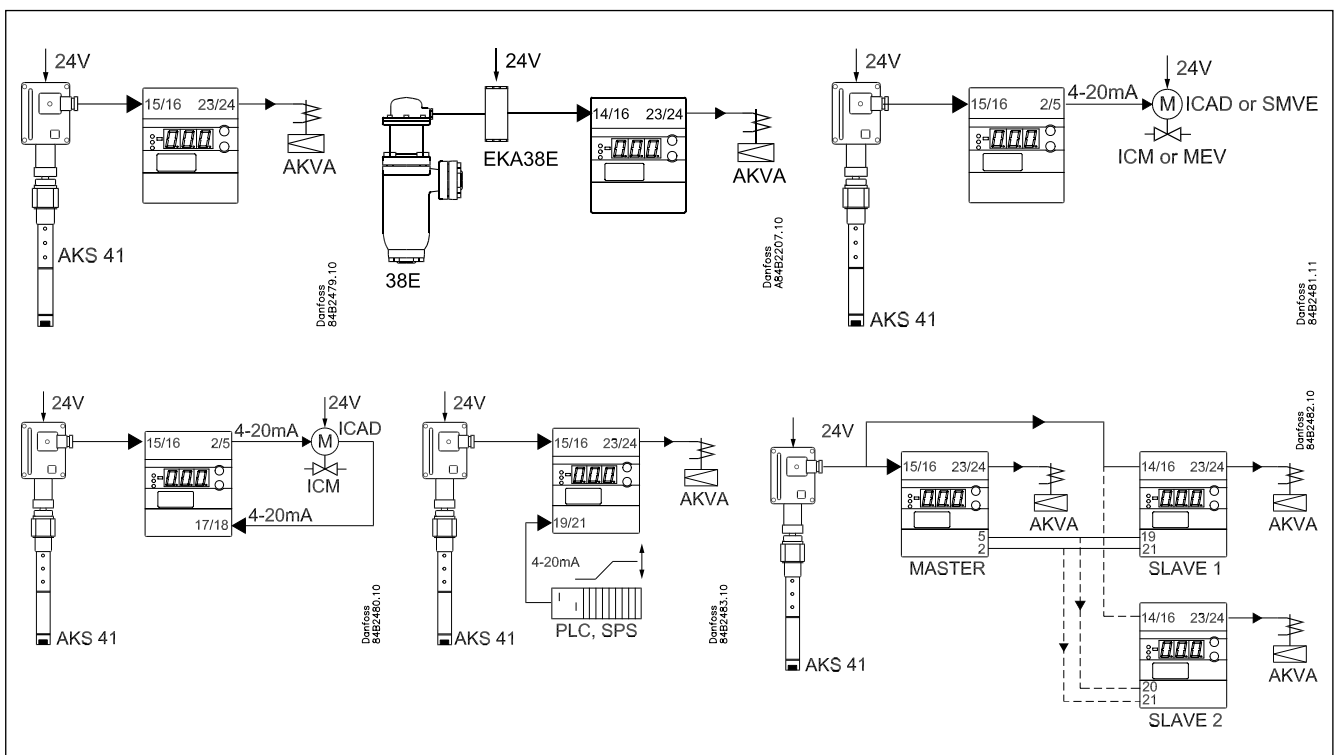 24V
15/16 23/24
AKVA
AKS 41
Danfoss
84B2479.10
24V
EKA38E
14/16 23/24
AKVA
38E
Danfoss
A84B2207.10
24V
15/16 2/5
4-20mA
24V
M
ICAD or SMVE
ICM or MEV
AKS 41
Danfoss
84B2481.11
24V
15/16 2/5
4-20mA
24V
M
ICAD
ICM
17/18
4-20mA
AKS 41
Danfoss
84B2480.10
24V
15/16 23/24
AKVA
19/21
4-20mA
PLC, SPS
AKS 41
Danfoss
84B2483.10
24V
15/16 23/24
AKVA
5
2
MASTER
AKS 41
14/16 23/24
AKVA
19
21
SLAVE 1
14/16 23/24
AKVA
20
21
SLAVE 2
Danfoss
84B2482.10